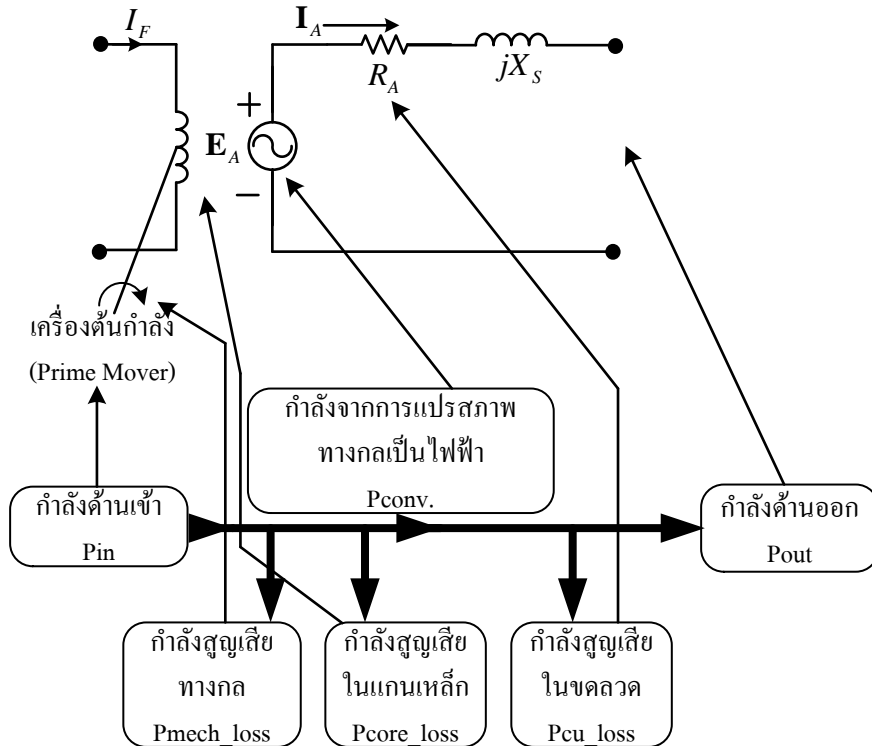 I_F
I_A
R_A
jX_S
+
E_A
−
เครื่องต้นกำลัง
(Prime Mover)
กำลังจากการแปรสภาพ
ทางกลเป็นไฟฟ้า
Pconv.
กำลังด้านเข้า
Pin
กำลังด้านออก
Pout
กำลังสูญเสีย
ทางกล
Pmech_loss
กำลังสูญเสีย
ในแกนเหล็ก
Pcore_loss
กำลังสูญเสีย
ในขดลวด
Pcu_loss